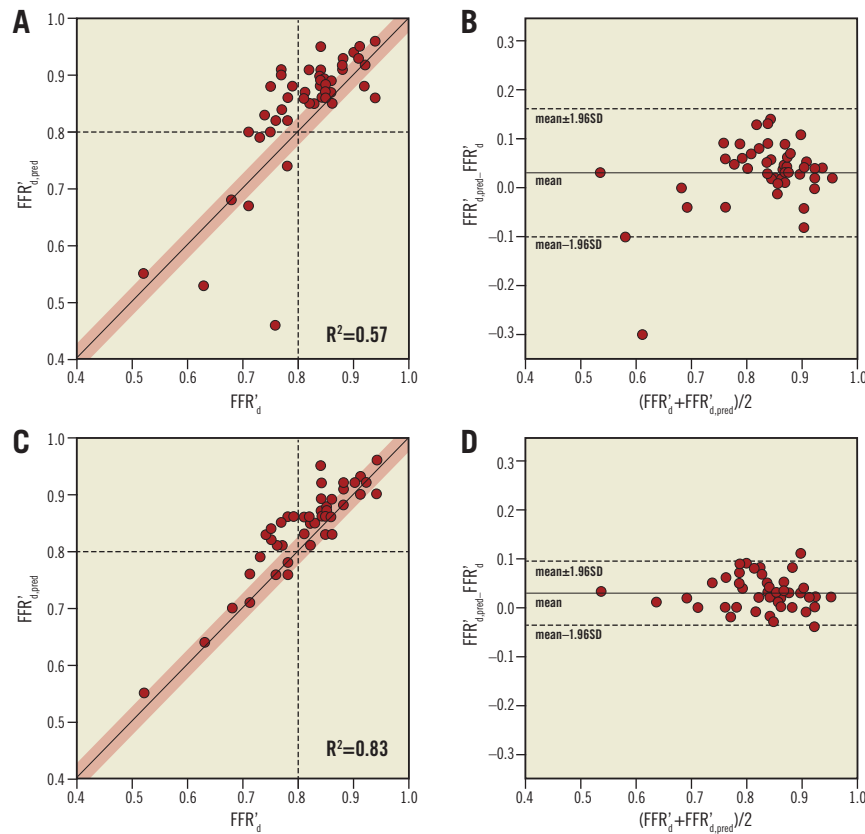 A
1.0
0.9
0.8
0.7
0.6
0.5
0.4
FFR'd,pred
R²=0.57
0.4 0.5 0.6 0.7 0.8 0.9 1.0
FFR'd
B
0.3
0.2
0.1
0.0
−0.1
−0.2
−0.3
FFR'd,pred− FFR'd
mean±1.96SD
mean
mean−1.96SD
0.4 0.5 0.6 0.7 0.8 0.9 1.0
(FFR'd+FFR'd,pred)/2
C
1.0
0.9
0.8
0.7
0.6
0.5
0.4
FFR'd,pred
R²=0.83
0.4 0.5 0.6 0.7 0.8 0.9 1.0
FFR'd
D
0.3
0.2
0.1
0.0
−0.1
−0.2
−0.3
FFR'd,pred− FFR'd
mean±1.96SD
mean
mean−1.96SD
0.4 0.5 0.6 0.7 0.8 0.9 1.0
(FFR'd+FFR'd,pred)/2